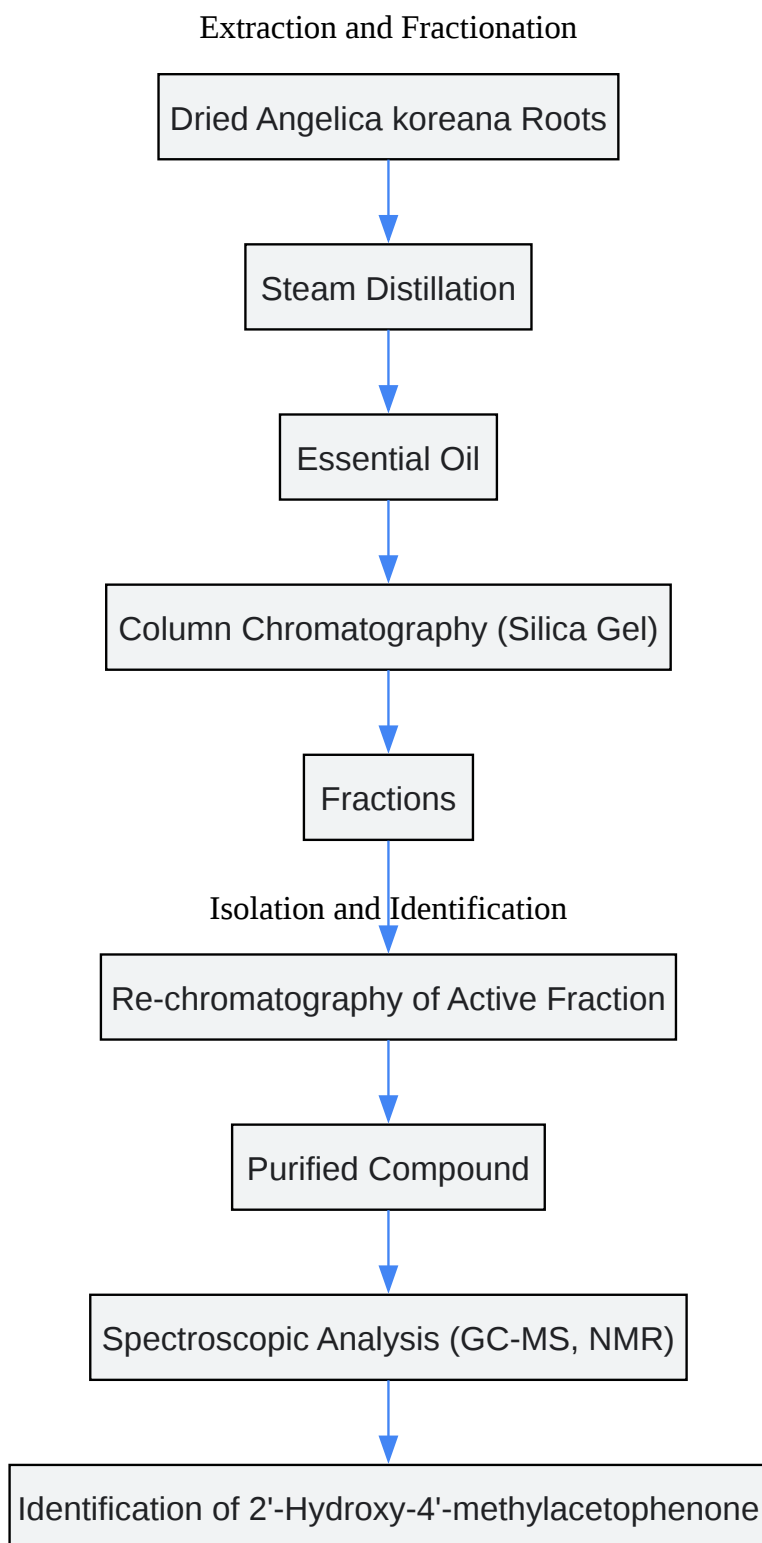 Extraction and Fractionation
Dried Angelica koreana Roots
Steam Distillation
Essential Oil
Column Chromatography (Silica Gel)
Fractions
Isolation and Identification
Re-chromatography of Active Fraction
Purified Compound
Spectroscopic Analysis (GC-MS, NMR)
Identification of 2'-Hydroxy-4'-methylacetophenone